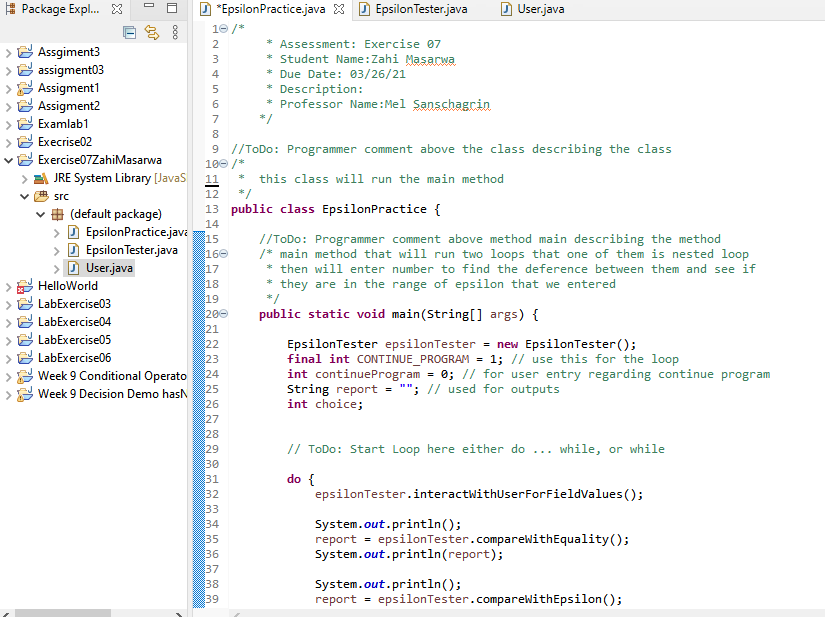 Package Expl...
Assgiment3
assigment03
Assigment1
Assigment2
Examlab1
Execrise02
Exercise07ZahiMasarwa
JRE System Library [JavaS
src
(default package)
EpsilonPractice.java
EpsilonTester.java
User.java
HelloWorld
LabExercise03
LabExercise04
LabExercise05
LabExercise06
Week 9 Conditional Operato
Week 9 Decision Demo hasN
*EpsilonPractice.java EpsilonTester.java User.java
1 /*
2 * Assessment: Exercise 07
3 * Student Name:Zahi Masarwa
4 * Due Date: 03/26/21
5 * Description:
6 * Professor Name:Mel Sanschagrin
7 */
8
9 //ToDo: Programmer comment above the class describing the class
10 /*
11 * this class will run the main method
12 */
13 public class EpsilonPractice {
14
15 //ToDo: Programmer comment above method main describing the method
16 /* main method that will run two loops that one of them is nested loop
17 * then will enter number to find the deference between them and see if
18 * they are in the range of epsilon that we entered
19 */
20 public static void main(String[] args) {
21
22 EpsilonTester epsilonTester = new EpsilonTester();
23 final int CONTINUE_PROGRAM = 1; // use this for the loop
24 int continueProgram = 0; // for user entry regarding continue program
25 String report = ""; // used for outputs
26 int choice;
27
28
29 // ToDo: Start Loop here either do ... while, or while
30
31 do {
32 epsilonTester.interactWithUserForFieldValues();
33
34 System.out.println();
35 report = epsilonTester.compareWithEquality();
36 System.out.println(report);
37
38 System.out.println();
39 report = epsilonTester.compareWithEpsilon();